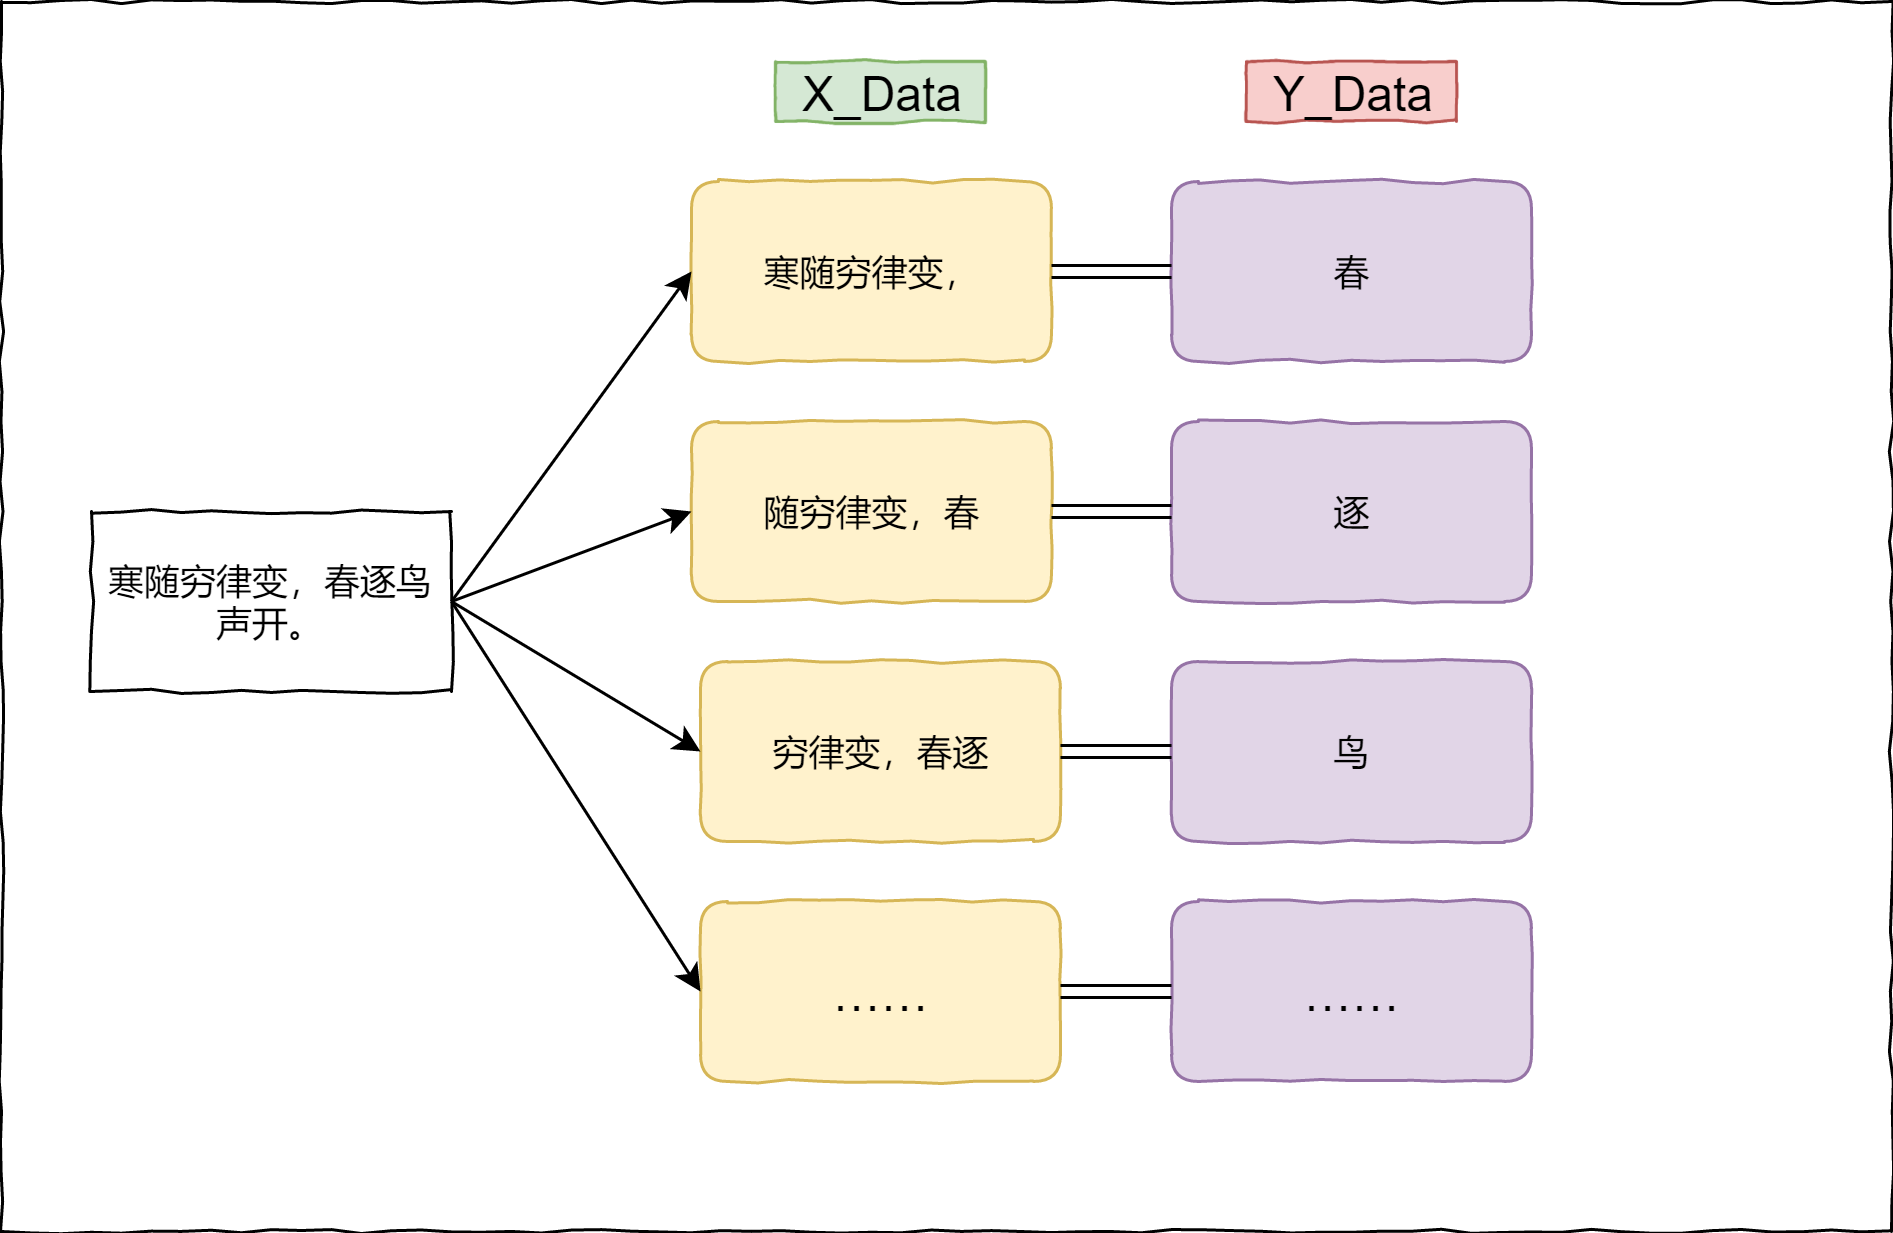 X_Data
Y_Data
寒随穷律变，
春
随穷律变，春
逐
寒随穷律变，春逐鸟
声开。
穷律变，春逐
鸟
......
......